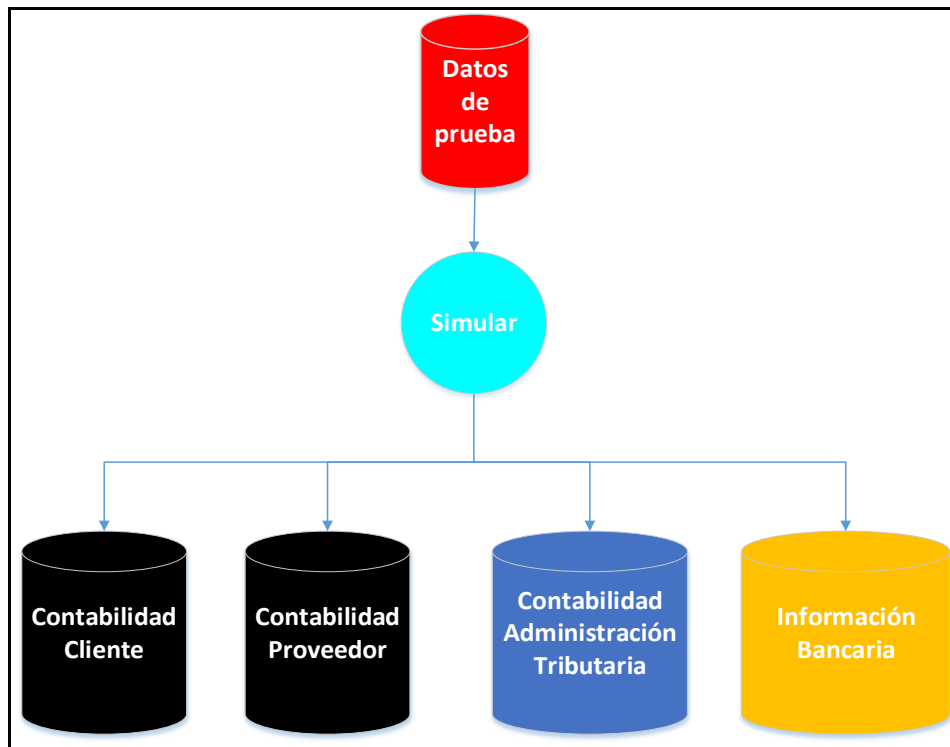 Datos
de
prueba
Simular
Contabilidad
Cliente
Contabilidad
Proveedor
Contabilidad
Administración
Tributaria
Información
Bancaria